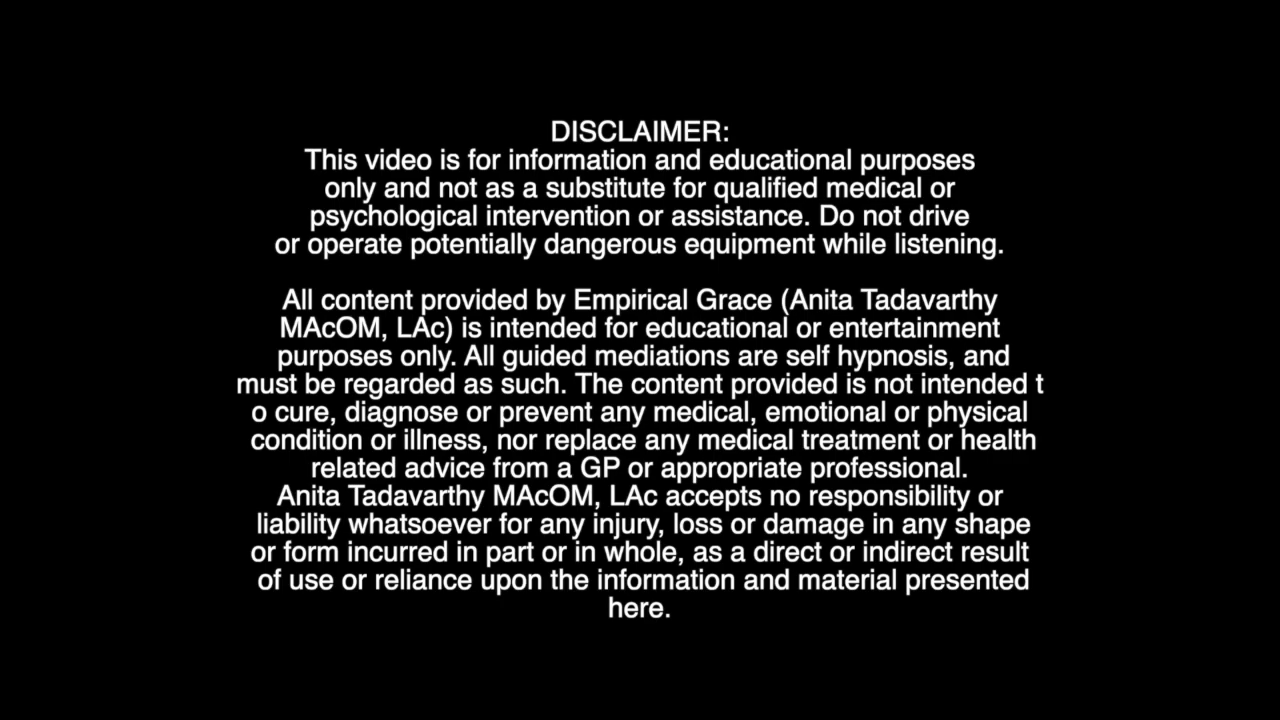 DISCLAIMER:
This video is for information and educational purposes
only and not as a substitute for qualified medical or
psychological intervention or assistance. Do not drive
or operate potentially dangerous equipment while listening.
All content provided by Empirical Grace (Anita Tadavarthy
MAcOM, LAc) is intended for educational or entertainment
purposes only. All guided mediations are self hypnosis, and
must be regarded as such. The content provided is not intended t
o cure, diagnose or prevent any medical, emotional or physical
condition or illness, nor replace any medical treatment or health
related advice from a GP or appropriate professional.
Anita Tadavarthy MAcOM, LAc accepts no responsibility or
liability whatsoever for any injury, loss or damage in any shape
or form incurred in part or in whole, as a direct or indirect result
of use or reliance upon the information and material presented
here.